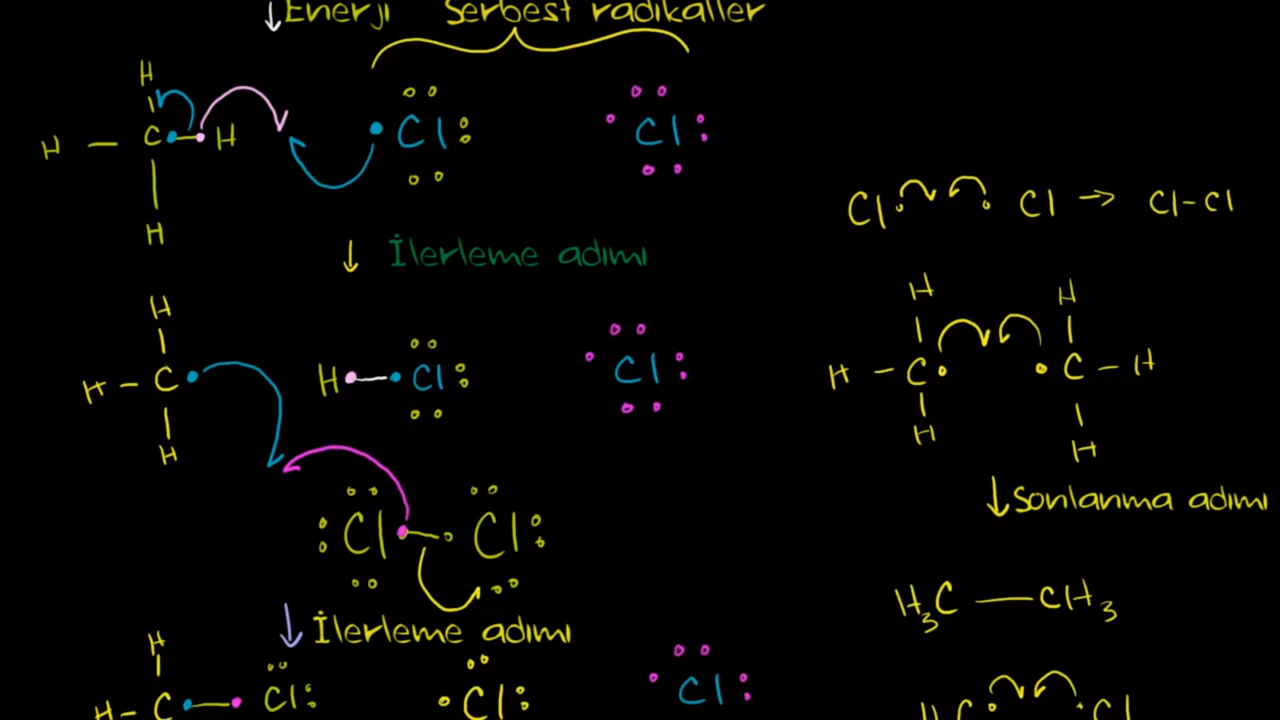 ↓Enerji Serbest radikaller
H
H — C — H Cl Cl
H
Cl· ·Cl → Cl-Cl
↓ İlerleme adımı
H
H - C H — Cl Cl
H
H H
H - C· ·C - H
H H
Cl — Cl
↓ Sonlanma adımı
H₃C — CH₃
↓ İlerleme adımı
H
H - C — Cl ·Cl Cl